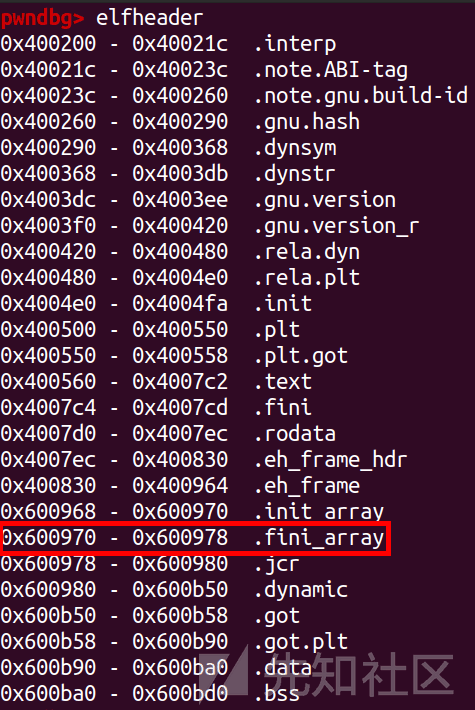 pwndbg> elfheader
0x400200 - 0x40021c  .interp
0x40021c - 0x40023c  .note.ABI-tag
0x40023c - 0x400260  .note.gnu.build-id
0x400260 - 0x400290  .gnu.hash
0x400290 - 0x400368  .dynsym
0x400368 - 0x4003db  .dynstr
0x4003dc - 0x4003ee  .gnu.version
0x4003f0 - 0x400420  .gnu.version_r
0x400420 - 0x400480  .rela.dyn
0x400480 - 0x4004e0  .rela.plt
0x4004e0 - 0x4004fa  .init
0x400500 - 0x400550  .plt
0x400550 - 0x400558  .plt.got
0x400560 - 0x4007c2  .text
0x4007c4 - 0x4007cd  .fini
0x4007d0 - 0x4007ec  .rodata
0x4007ec - 0x400830  .eh_frame_hdr
0x400830 - 0x400964  .eh_frame
0x600968 - 0x600970  .init_array
0x600970 - 0x600978  .fini_array
0x600978 - 0x600980  .jcr
0x600980 - 0x600b50  .dynamic
0x600b50 - 0x600b58  .got
0x600b58 - 0x600b90  .got.plt
0x600b90 - 0x600ba0  .data
0x600ba0 - 0x600bd0  .bss
先知社区